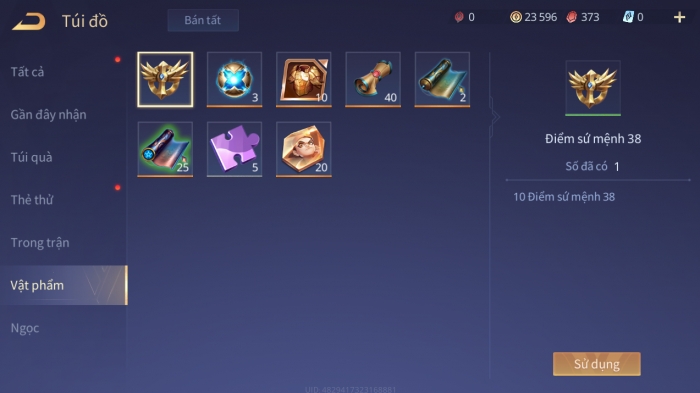 Túi đồ
Bán tất
0
23 596
373
0
Tất cả
Gần đây nhận
Túi quà
Thẻ thử
Trong trận
Vật phẩm
Ngọc
3
10
40
2
25
5
20
Điểm sứ mệnh 38
Số đã có 1
10 Điểm sứ mệnh 38
Sử dụng